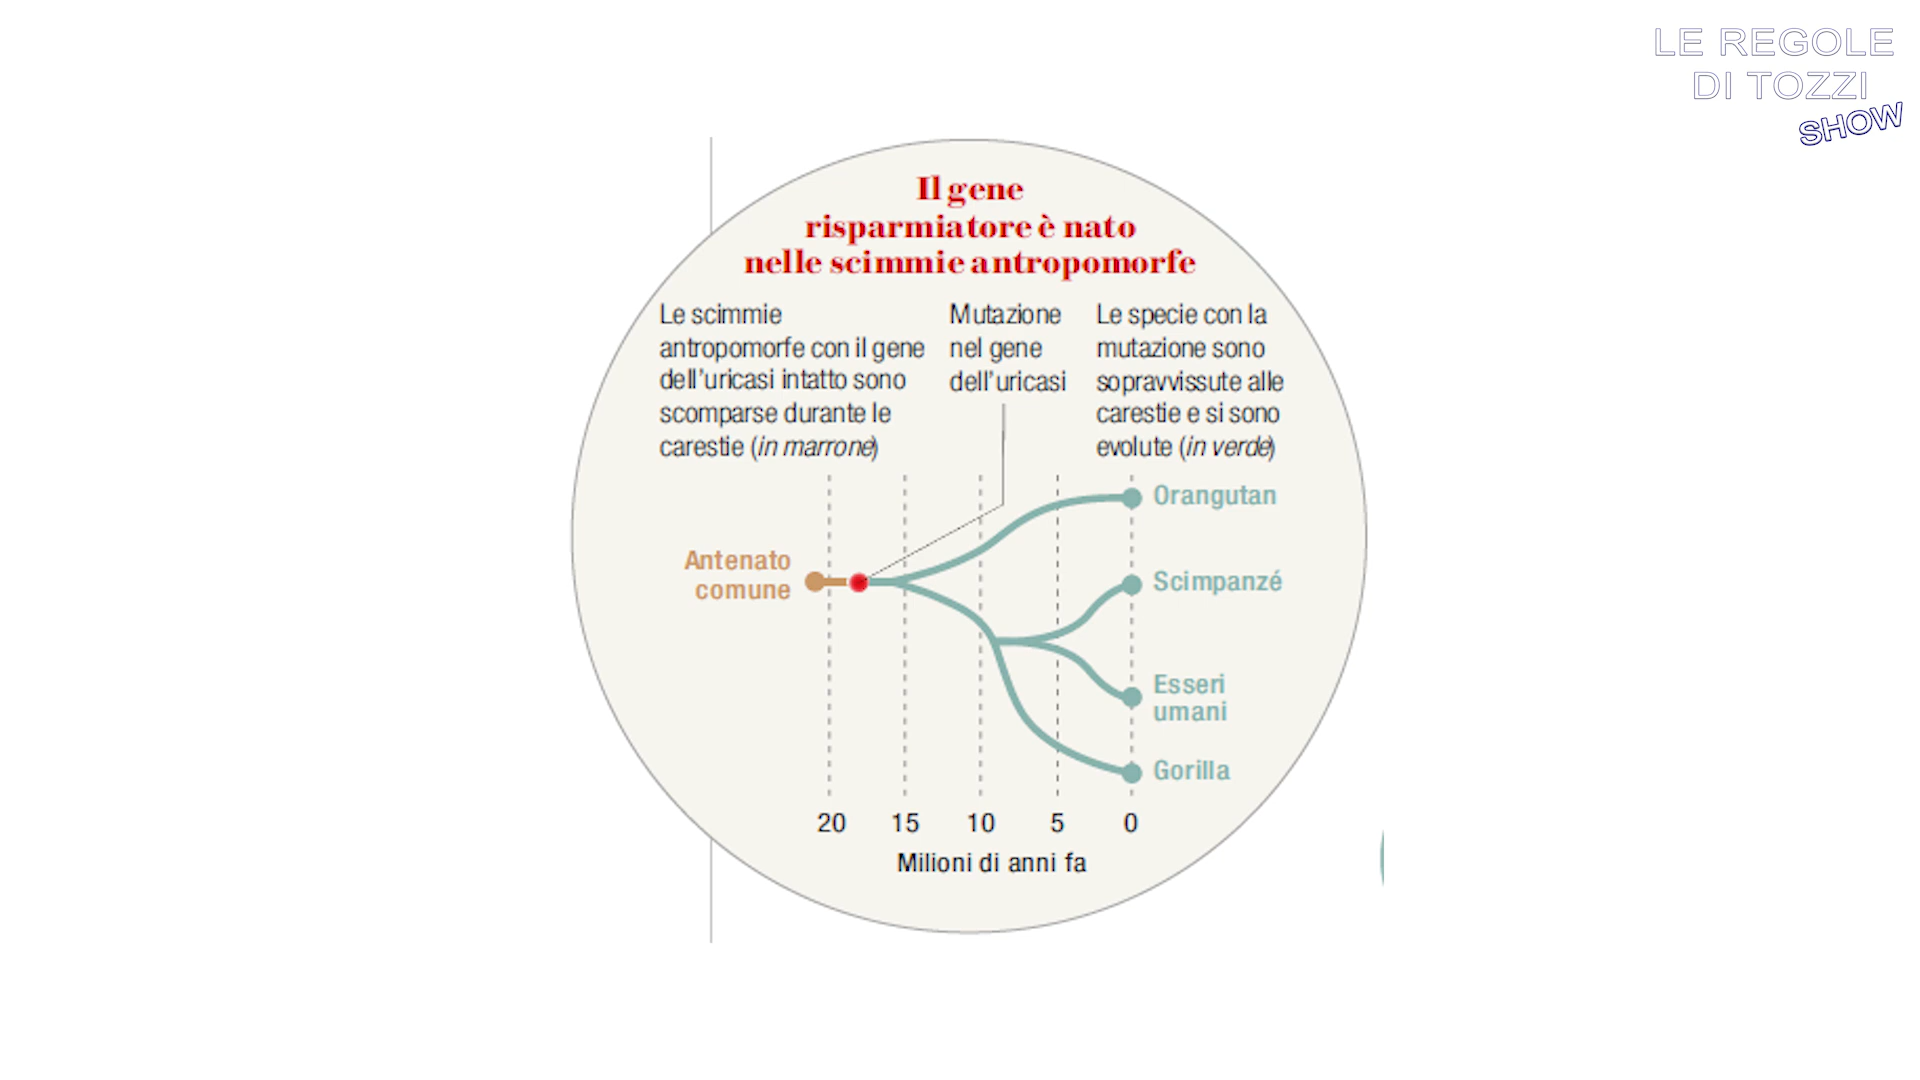 LE REGOLE
DI TOZZI
SHOW
Il gene
risparmiatore è nato
nelle scimmie antropomorfe
Le scimmie
antropomorfe con il gene
dell'uricasi intatto sono
scomparse durante le
carestie (in marrone)
Mutazione
nel gene
dell'uricasi
Le specie con la
mutazione sono
sopravvissute alle
carestie e si sono
evolute (in verde)
Orangutan
Antenato
comune
Scimpanzé
Esseri
umani
Gorilla
20 15 10 5 0
Milioni di anni fa